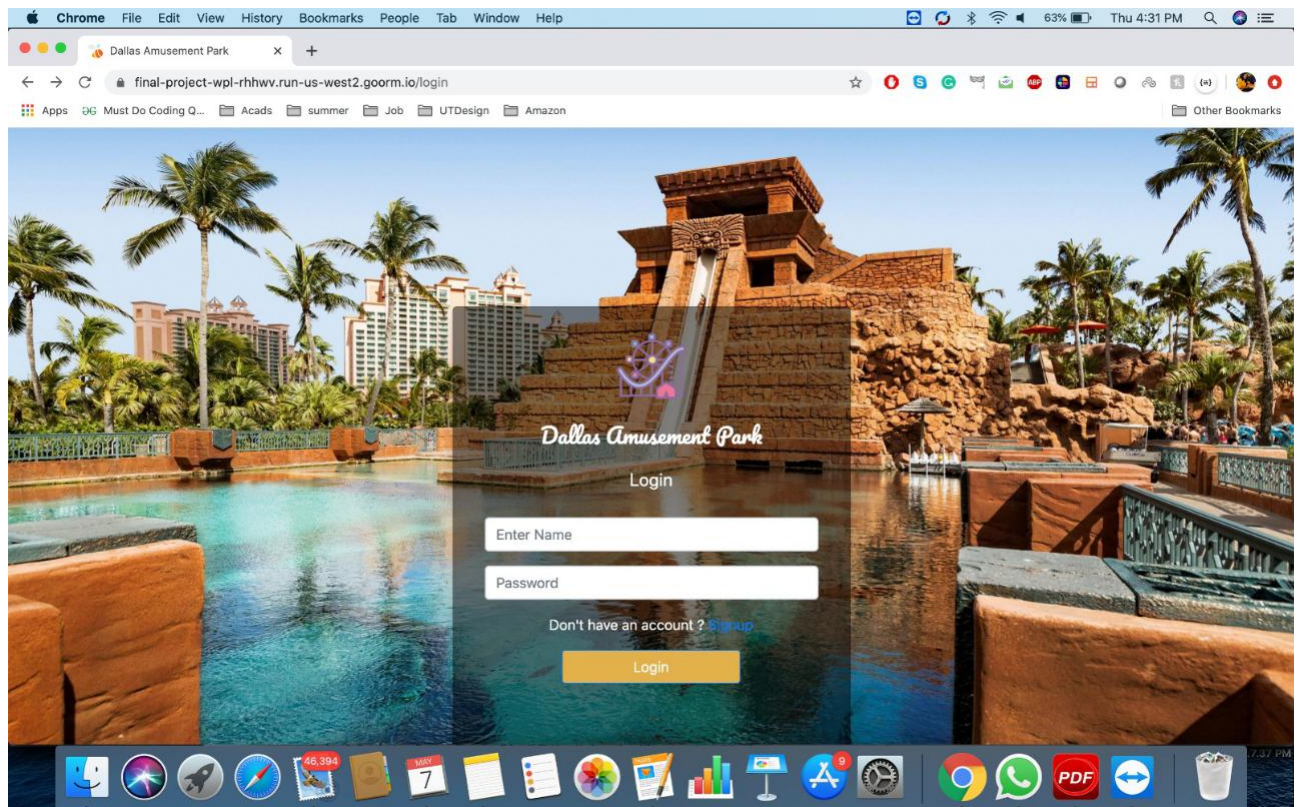 Chrome File Edit View History Bookmarks People Tab Window Help 63% Thu 4:31 PM
Dallas Amusement Park
final-project-wpl-rhhwv.run-us-west2.goorm.io/login
Apps Must Do Coding Q... Acads summer Job UTDesign Amazon Other Bookmarks
Dallas Amusement Park
Login
Enter Name
Password
Don't have an account ? Signup
Login
46,394
MAY
7
9
PDF
7.37 PM